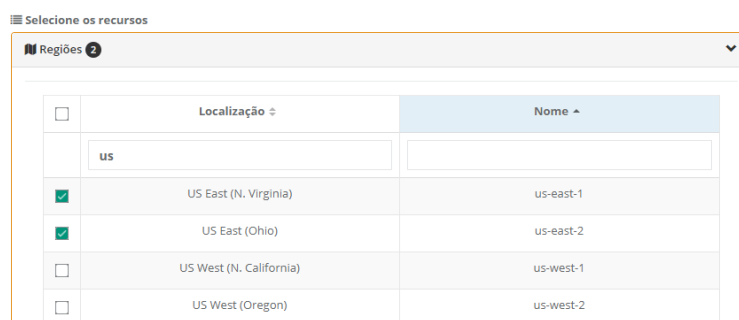 Selecione os recursos
Regiões 2
Localização Nome
us
US East (N. Virginia) us-east-1
US East (Ohio) us-east-2
US West (N. California) us-west-1
US West (Oregon) us-west-2